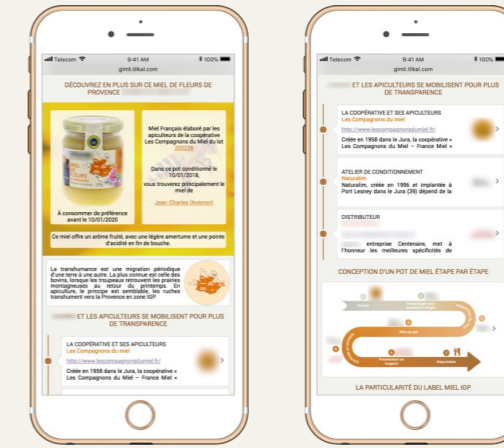 Telecom
9:41 AM
100%
gimli.tilkal.com
DÉCOUVREZ EN PLUS SUR CE MIEL DE FLEURS DE
PROVENCE
Miel Français élaboré par les
apiculteurs de la coopérative
Les Compagnons du Miel du lot
Dans ce pot conditionné le
10/01/2018,
vous trouverez principalement le
miel de
Jean-Charles (Aveyron)
À consommer de préférence
avant le 10/01/2020
Ce miel offre un arôme fruité, avec une légère amertume et une pointe
d'acidité en fin de bouche.
La transhumance est une migration périodique
d'une terre à une autre. La plus connue est celle des
bovins, lorsque les troupeaux retrouvent les prairies
montagneuses au retour du printemps. En
apiculture, le principe est semblable, les ruches
transhument vers la Provence en zone IGP.
ET LES APICULTEURS SE MOBILISENT POUR PLUS
DE TRANSPARENCE
LA COOPÉRATIVE ET SES APICULTEURS
Les Compagnons du miel
http://www.lescompagnonsdumiel.fr/
Créée en 1958 dans le Jura, la coopérative «
Les Compagnons du Miel – France Miel »
Telecom
9:41 AM
100%
gimli.tilkal.com
ET LES APICULTEURS SE MOBILISENT POUR PLUS
DE TRANSPARENCE
LA COOPÉRATIVE ET SES APICULTEURS
Les Compagnons du miel
http://www.lescompagnonsdumiel.fr/
Créée en 1958 dans le Jura, la coopérative «
Les Compagnons du Miel – France Miel »
ATELIER DE CONDITIONNEMENT
Naturalim
Naturalim, créée en 1996 et implantée à
Port Lesney dans le Jura (39) dépend de la
DISTRIBUTEUR
entreprise Centenaire, met à
l'honneur les meilleures spécificités de
CONCEPTION D'UN POT DE MIEL ÉTAPE PAR ÉTAPE
Mise en pot
Dégustation
LA PARTICULARITÉ DU LABEL MIEL IGP